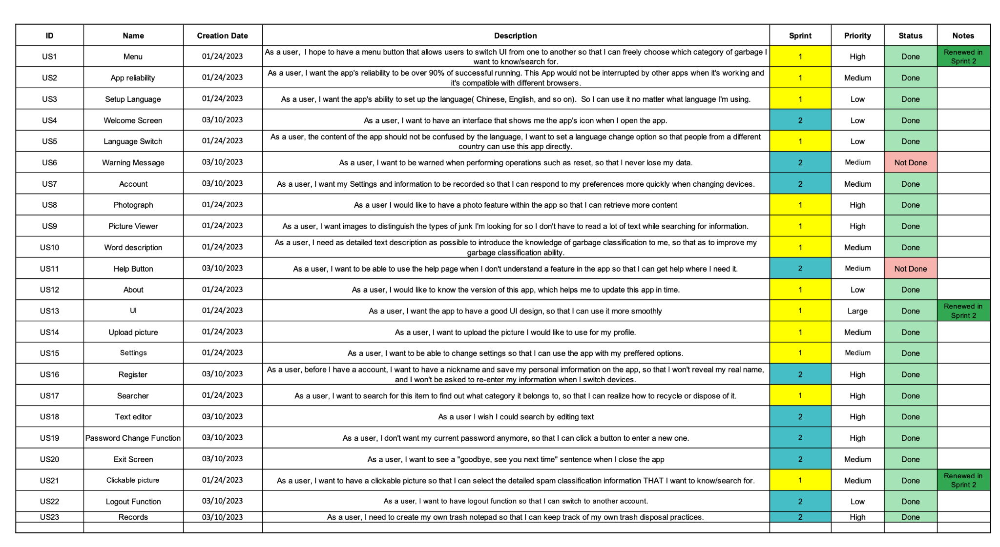 ID Name Creation Date Description Sprint Priority Status Notes
US1 Menu 01/24/2023 As a user,  I hope to have a menu button that allows users to switch UI from one to another so that I can freely choose which category of garbage I 1 High Done Renewed in
want to know/search for. Sprint 2
US2 App reliability 01/24/2023 As a user, I want the app's reliability to be over 90% of successful running. This App would not be interrupted by other apps when it's working and 1 Medium Done
it's compatible with different browsers.
US3 Setup Language 01/24/2023 As a user, I want the app's ability to set up the language( Chinese, English, and so on).  So I can use it no matter what language I'm using. 1 Low Done
US4 Welcome Screen 03/10/2023 As a user, I want to have an interface that shows me the app's icon when I open the app. 2 Low Done
US5 Language Switch 01/24/2023 As a user, the content of the app should not be confused by the language, I want to set a language change option so that people from a different 1 Low Done
country can use this app directly.
US6 Warning Message 03/10/2023 As a user, I want to be warned when performing operations such as reset, so that I never lose my data. 2 Medium Not Done
US7 Account 03/10/2023 As a user, I want my Settings and information to be recorded so that I can respond to my preferences more quickly when changing devices. 2 Medium Done
US8 Photograph 01/24/2023 As a user I would like to have a photo feature within the app so that I can retrieve more content 1 High Done
US9 Picture Viewer 01/24/2023 As a user, I want images to distinguish the types of junk I'm looking for so I don't have to read a lot of text while searching for information. 1 High Done
US10 Word description 01/24/2023 As a user, I need as detailed text description as possible to introduce the knowledge of garbage classification to me, so that as to improve my 1 Medium Done
garbage classification ability.
US11 Help Button 03/10/2023 As a user, I want to be able to use the help page when I don't understand a feature in the app so that I can get help where I need it. 2 Medium Not Done
US12 About 01/24/2023 As a user, I would like to know the version of this app, which helps me to update this app in time. 1 Low Done
US13 UI 01/24/2023 As a user, I want the app to have a good UI design, so that I can use it more smoothly 1 Large Done Renewed in
Sprint 2
US14 Upload picture 01/24/2023 As a user, I want to upload the picture I would like to use for my profile. 1 Medium Done
US15 Settings 01/24/2023 As a user, I want to be able to change settings so that I can use the app with my preffered options. 1 Medium Done
US16 Register 03/10/2023 As a user, before I have a account, I want to have a nickname and save my personal imformation on the app, so that I won't reveal my real name, 2 High Done
and I won't be asked to re-enter my information when I switch devices.
US17 Searcher 01/24/2023 As a user, I want to search for this item to find out what category it belongs to, so that I can realize how to recycle or dispose of it. 1 High Done
US18 Text editor 03/10/2023 As a user I wish I could search by editing text 2 High Done
US19 Password Change Function 03/10/2023 As a user, I don't want my current password anymore, so that I can click a button to enter a new one. 2 High Done
US20 Exit Screen 03/10/2023 As a user, I want to see a "goodbye, see you next time" sentence when I close the app 2 Medium Done
US21 Clickable picture 01/24/2023 As a user, I want to have a clickable picture so that I can select the detailed spam classification information THAT I want to know/search for. 1 Medium Done Renewed in
Sprint 2
US22 Logout Function 03/10/2023 As a user, I want to have logout function so that I can switch to another account. 2 Low Done
US23 Records 03/10/2023 As a user, I need to create my own trash notepad so that I can keep track of my own trash disposal practices. 2 High Done